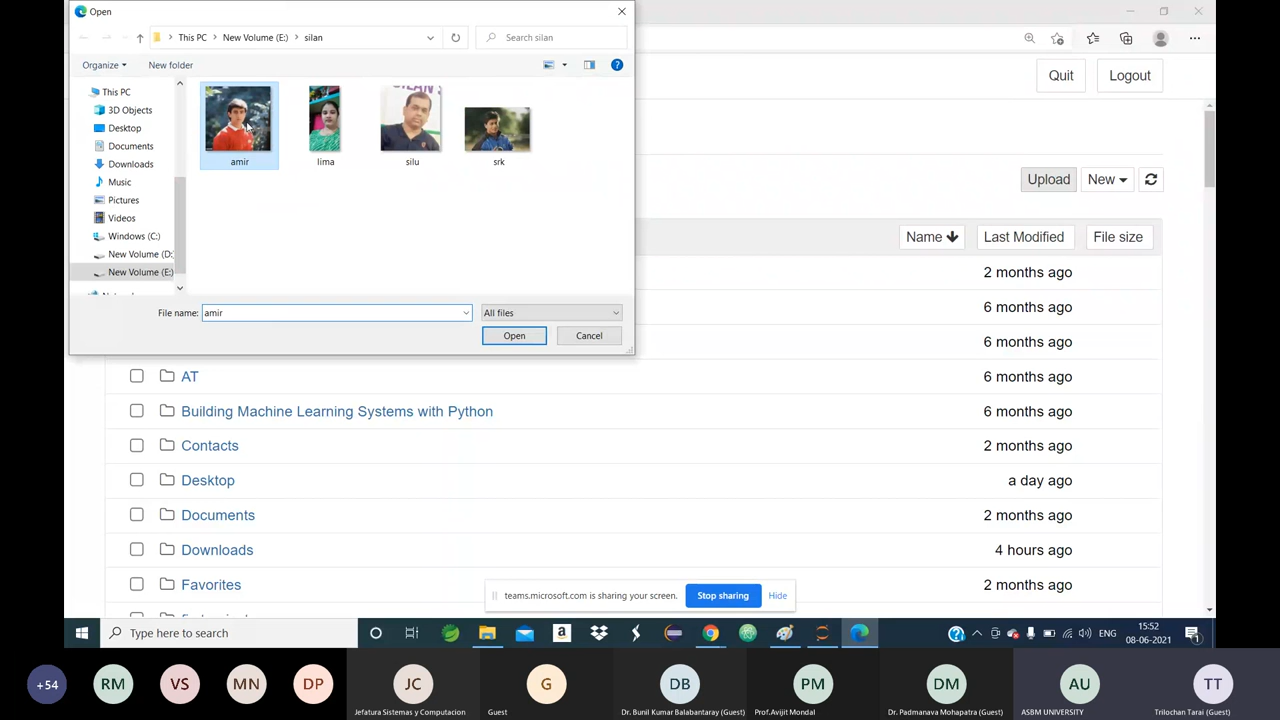 Open
This PC
New Volume (E:)
silan
Search silan
Organize
New folder
This PC
3D Objects
Desktop
Documents
Downloads
Music
Pictures
Videos
Windows (C:)
New Volume (D:
New Volume (E:)
amir
lima
silu
srk
File name:
amir
All files
Open
Cancel
Quit
Logout
Upload
New
Name
Last Modified
File size
2 months ago
6 months ago
6 months ago
AT
6 months ago
Building Machine Learning Systems with Python
6 months ago
Contacts
2 months ago
Desktop
a day ago
Documents
2 months ago
Downloads
4 hours ago
Favorites
2 months ago
teams.microsoft.com is sharing your screen.
Stop sharing
Hide
Type here to search
ENG
15:52
08-06-2021
+54
RM
VS
MN
DP
JC
Jefatura Sistemas y Computacion
G
Guest
DB
Dr. Bunil Kumar Balabantaray (Guest)
PM
Prof.Avijit Mondal
DM
Dr. Padmanava Mohapatra (Guest)
AU
ASBM UNIVERSITY
TT
Trilochan Tarai (Guest)